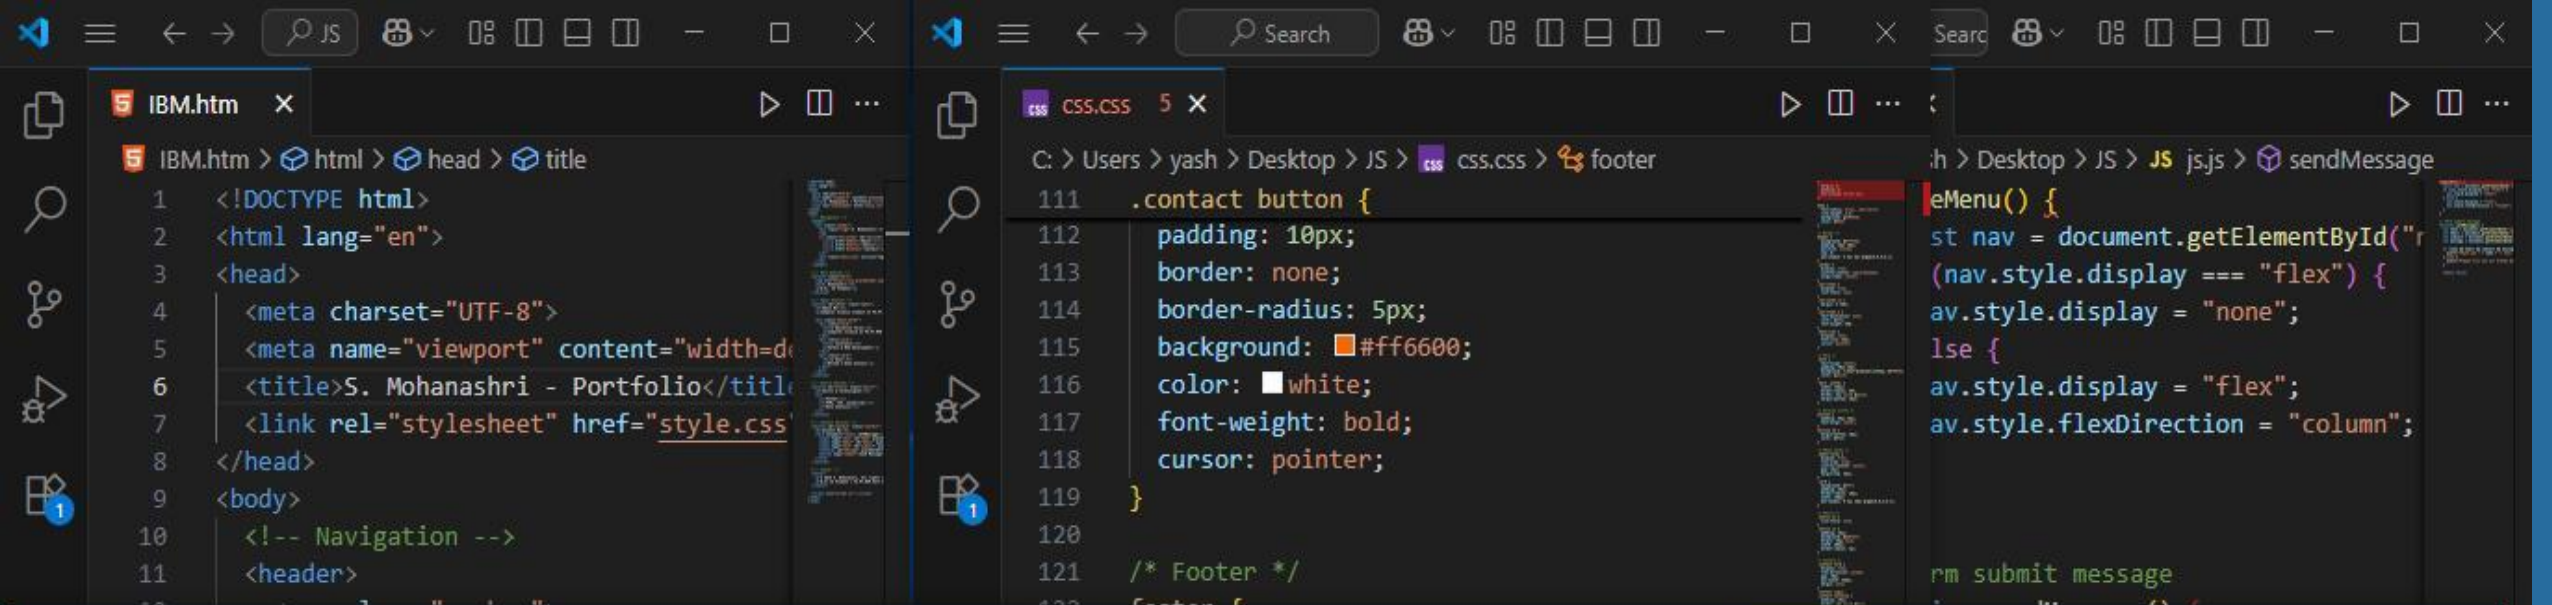 JS
IBM.htm
IBM.htm > html > head > title
1 <!DOCTYPE html>
2 <html lang="en">
3 <head>
4 <meta charset="UTF-8">
5 <meta name="viewport" content="width=de
6 <title>S. Mohanashri - Portfolio</title
7 <link rel="stylesheet" href="style.css"
8 </head>
9 <body>
10 <!-- Navigation -->
11 <header>
1
Search
css.css 5
C: > Users > yash > Desktop > JS > css.css > footer
111 .contact button {
112 padding: 10px;
113 border: none;
114 border-radius: 5px;
115 background: #ff6600;
116 color: white;
117 font-weight: bold;
118 cursor: pointer;
119 }
120
121 /* Footer */
1
Searc
h > Desktop > JS > JS js.js > sendMessage
eMenu() {
st nav = document.getElementById("
(nav.style.display === "flex") {
av.style.display = "none";
lse {
av.style.display = "flex";
av.style.flexDirection = "column";
rm submit message